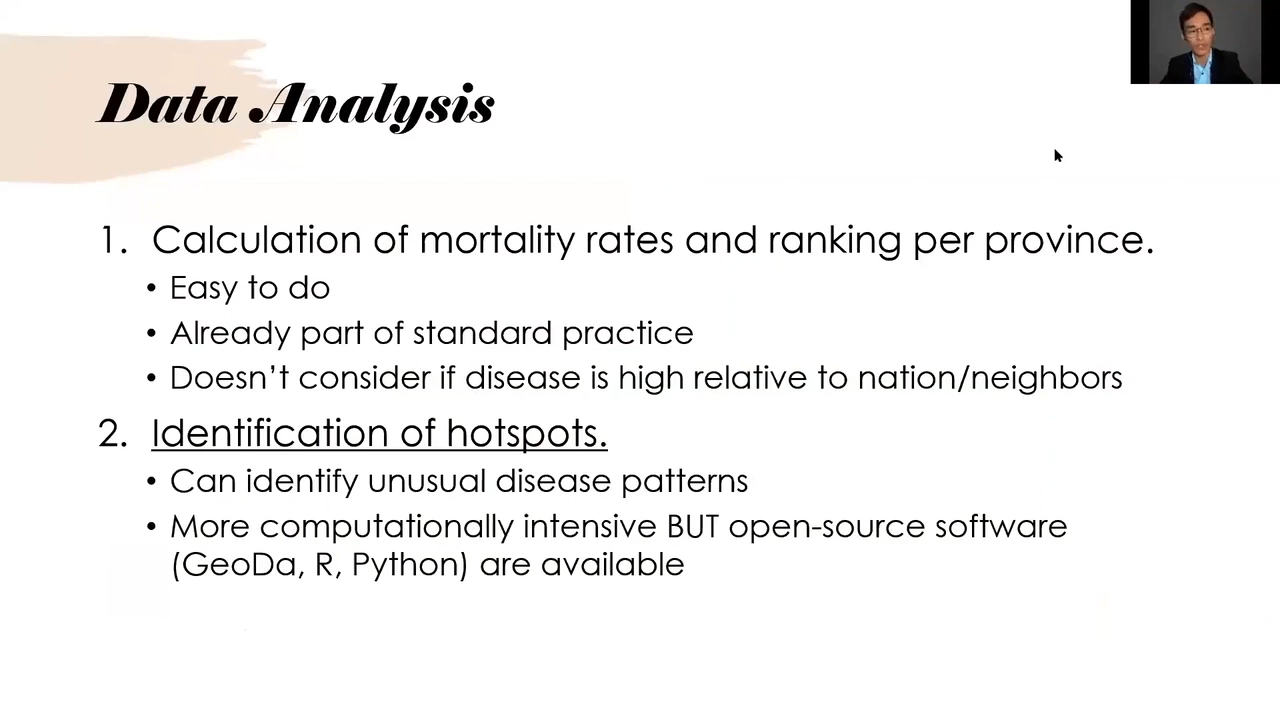 Data Analysis
1. Calculation of mortality rates and ranking per province.
• Easy to do
• Already part of standard practice
• Doesn't consider if disease is high relative to nation/neighbors
2. Identification of hotspots.
• Can identify unusual disease patterns
• More computationally intensive BUT open-source software
(GeoDa, R, Python) are available